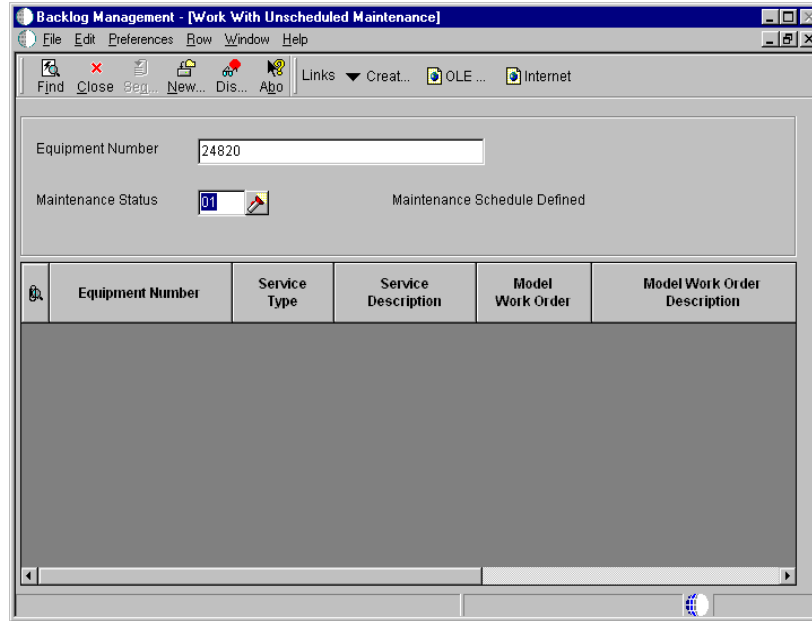 Backlog Management - [Work With Unscheduled Maintenance]
File Edit Preferences Row Window Help
Find Close Seq... New... Dis... Abo Links Creat... OLE ... Internet
Equipment Number 24820
Maintenance Status 01 Maintenance Schedule Defined
Equipment Number Service Type Service Description Model Work Order Model Work Order Description